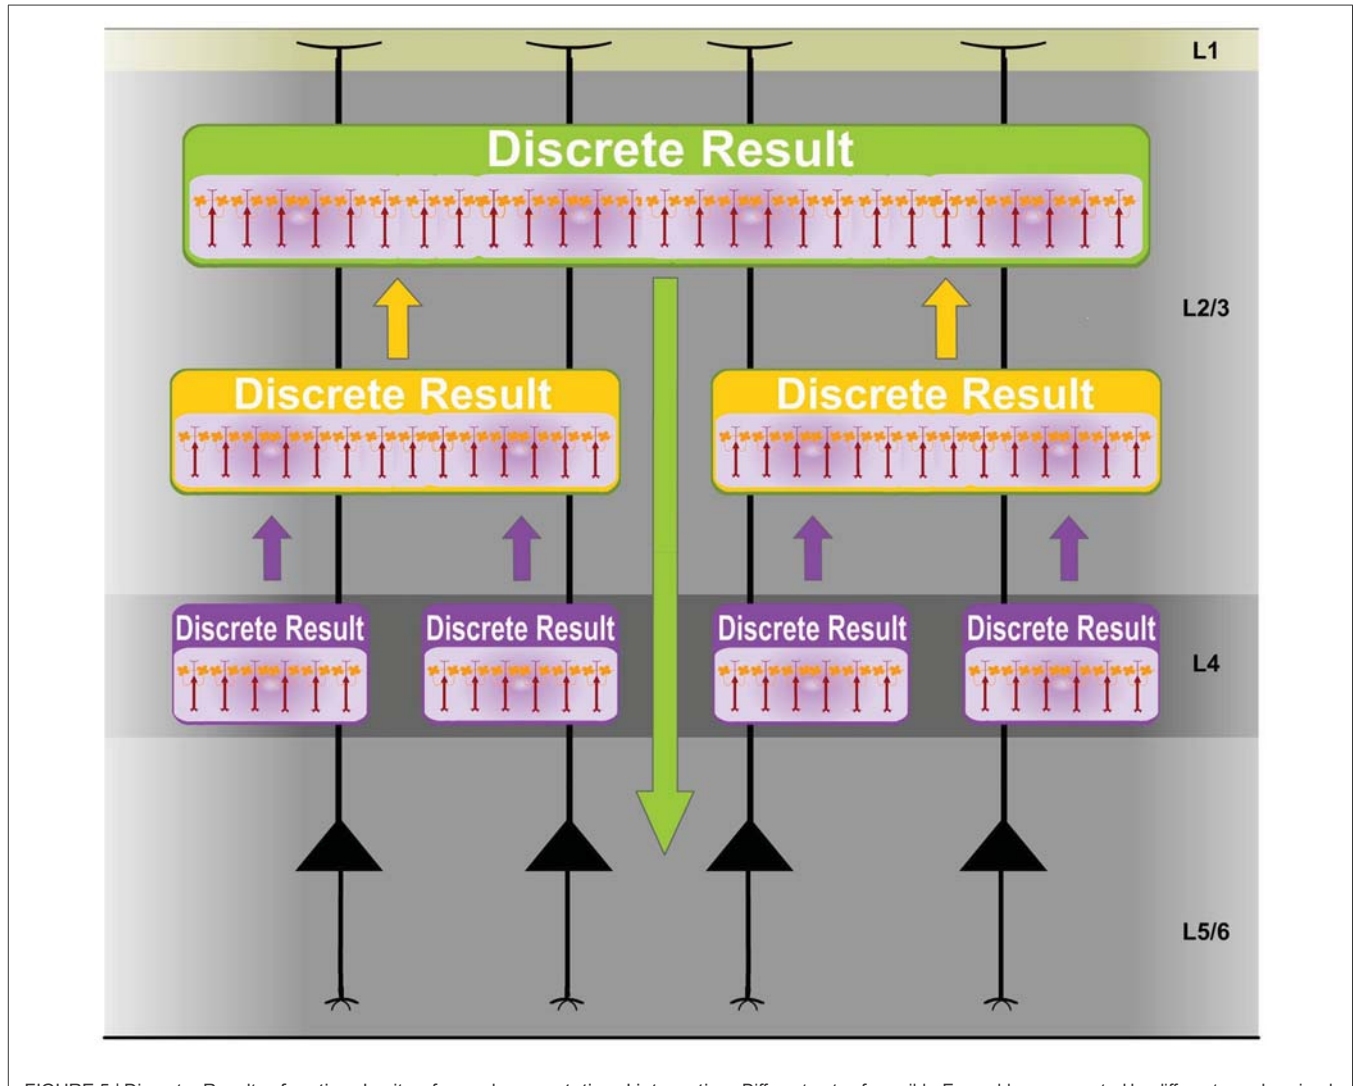 L1
Discrete Result
L2/3
Discrete Result Discrete Result
Discrete Result Discrete Result Discrete Result Discrete Result
L4
L5/6